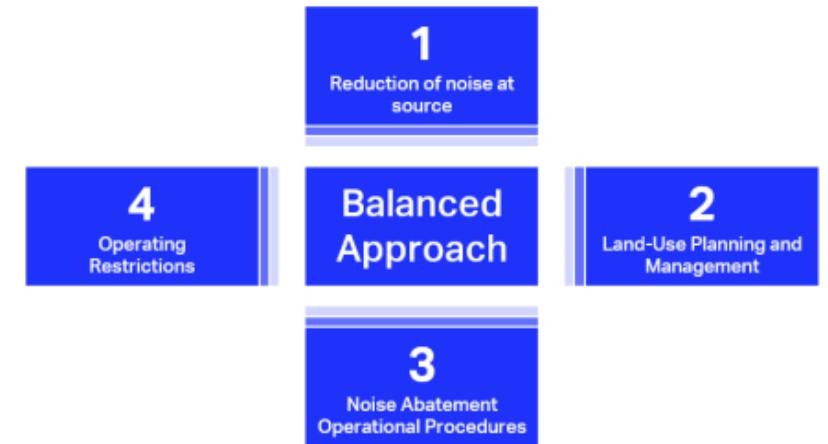 1
Reduction of noise at
source
4
Operating
Restrictions
Balanced
Approach
2
Land-Use Planning and
Management
3
Noise Abatement
Operational Procedures